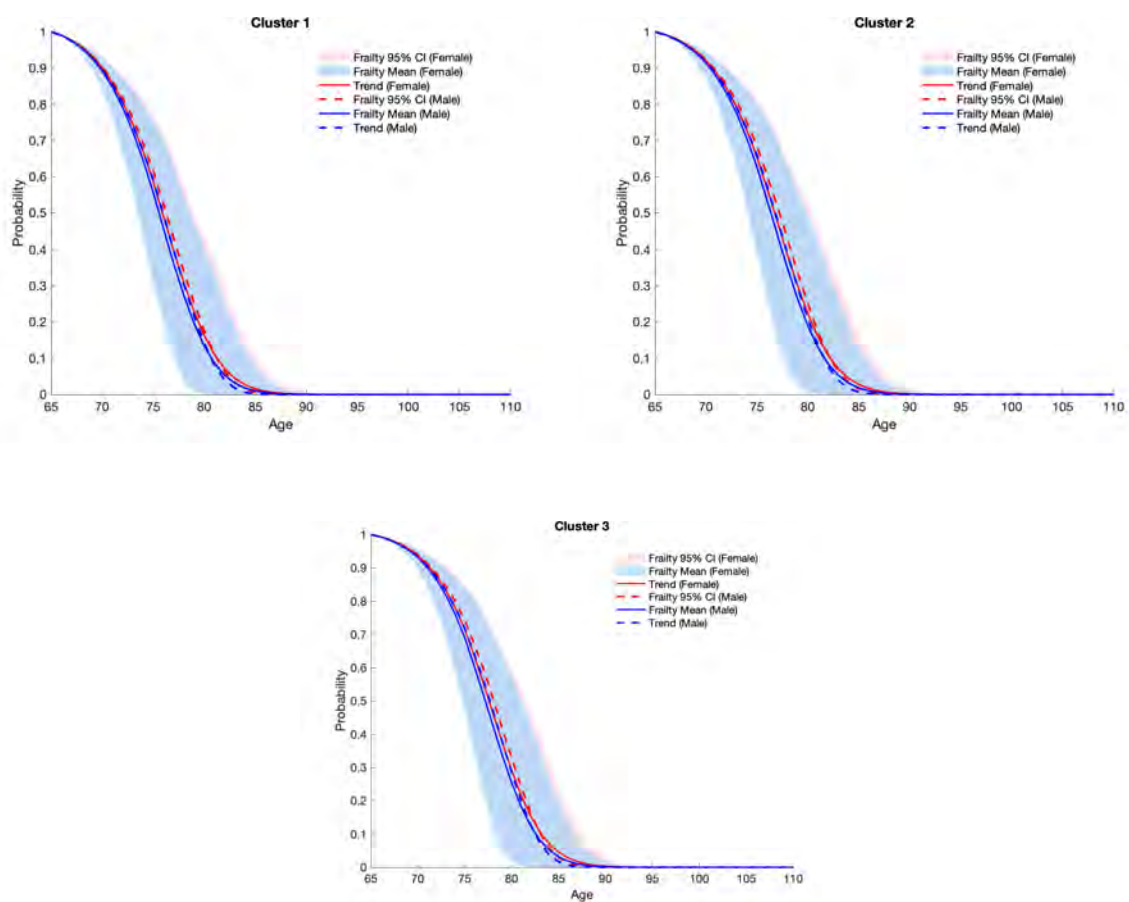 Cluster 1
Frailty 95% CI (Female)
Frailty Mean (Female)
Trend (Female)
Frailty 95% CI (Male)
Frailty Mean (Male)
Trend (Male)
1
0.9
0.8
0.7
0.6
0.5
0.4
0.3
0.2
0.1
0
Probability
65 70 75 80 85 90 95 100 105 110
Age
Cluster 2
Frailty 95% CI (Female)
Frailty Mean (Female)
Trend (Female)
Frailty 95% CI (Male)
Frailty Mean (Male)
Trend (Male)
1
0.9
0.8
0.7
0.6
0.5
0.4
0.3
0.2
0.1
0
Probability
65 70 75 80 85 90 95 100 105 110
Age
Cluster 3
Frailty 95% CI (Female)
Frailty Mean (Female)
Trend (Female)
Frailty 95% CI (Male)
Frailty Mean (Male)
Trend (Male)
1
0.9
0.8
0.7
0.6
0.5
0.4
0.3
0.2
0.1
0
Probability
65 70 75 80 85 90 95 100 105 110
Age